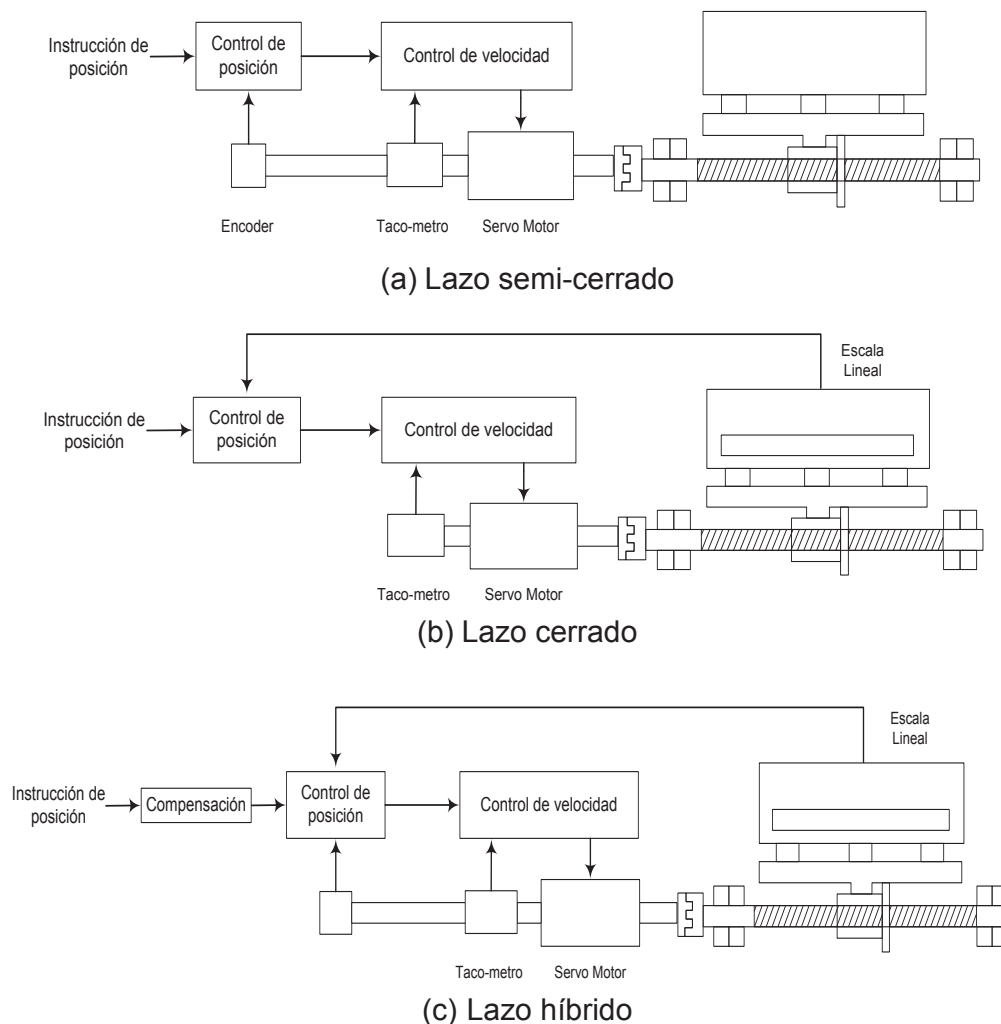 Instrucción de
posición
Control de
posición
Control de velocidad
Encoder
Taco-metro
Servo Motor
(a) Lazo semi-cerrado
Escala
Lineal
Instrucción de
posición
Control de
posición
Control de velocidad
Taco-metro
Servo Motor
(b) Lazo cerrado
Escala
Lineal
Instrucción de
posición
Compensación
Control de
posición
Control de velocidad
Taco-metro
Servo Motor
(c) Lazo híbrido